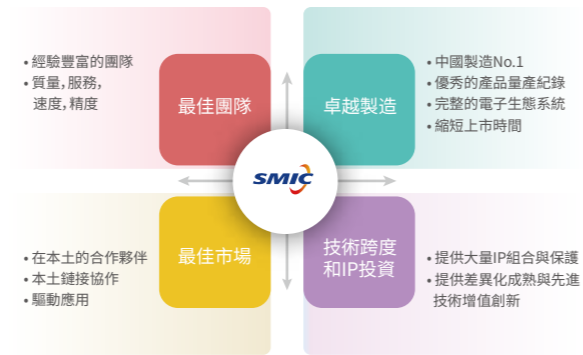 • 經驗豐富的團隊
• 質量，服務，
速度，精度
最佳團隊
卓越製造
• 中國製造No.1
• 優秀的產品量產紀錄
• 完整的電子生態系統
• 縮短上市時間
SMIC
• 在本土的合作夥伴
• 本土鏈接協作
• 驅動應用
最佳市場
技術跨度
和IP投資
• 提供大量IP組合與保護
• 提供差異化成熟與先進
技術增值創新